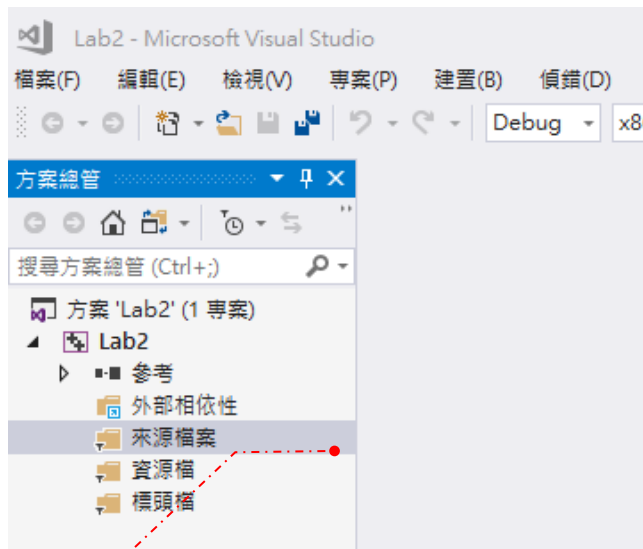 Lab2 - Microsoft Visual Studio
檔案(F) 編輯(E) 檢視(V) 專案(P) 建置(B) 偵錯(D)
Debug x8
方案總管
搜尋方案總管 (Ctrl+;)
方案 'Lab2' (1 專案)
Lab2
參考
外部相依性
來源檔案
資源檔
標頭檔